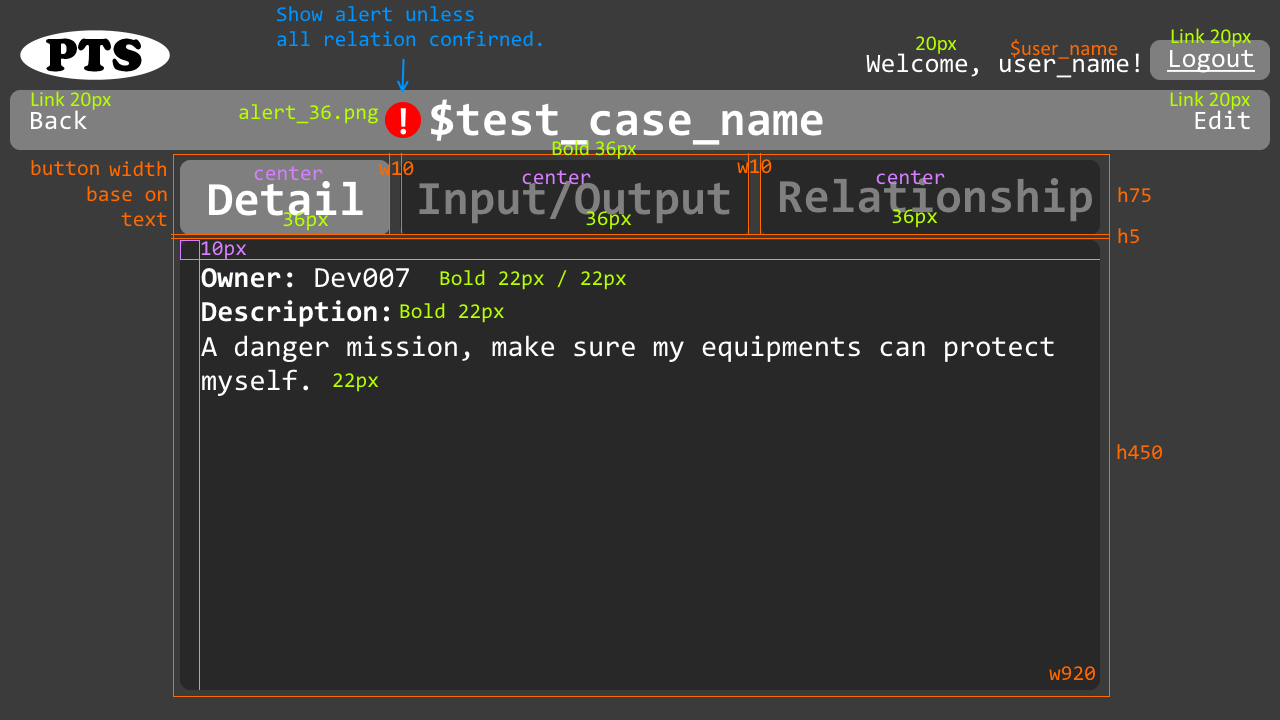 Show alert unless
all relation confirmed.
PTS
20px
$user_name
Link 20px
Welcome, user_name!
Logout
Link 20px
Back
alert_36.png
!
$test_case_name
Bold 36px
Link 20px
Edit
button width
base on
text
center
Detail
36px
w10
center
Input/Output
36px
w10
center
Relationship
36px
h75
h5
10px
Owner: Dev007
Bold 22px / 22px
Description:
Bold 22px
A danger mission, make sure my equipments can protect
myself.
22px
h450
w920